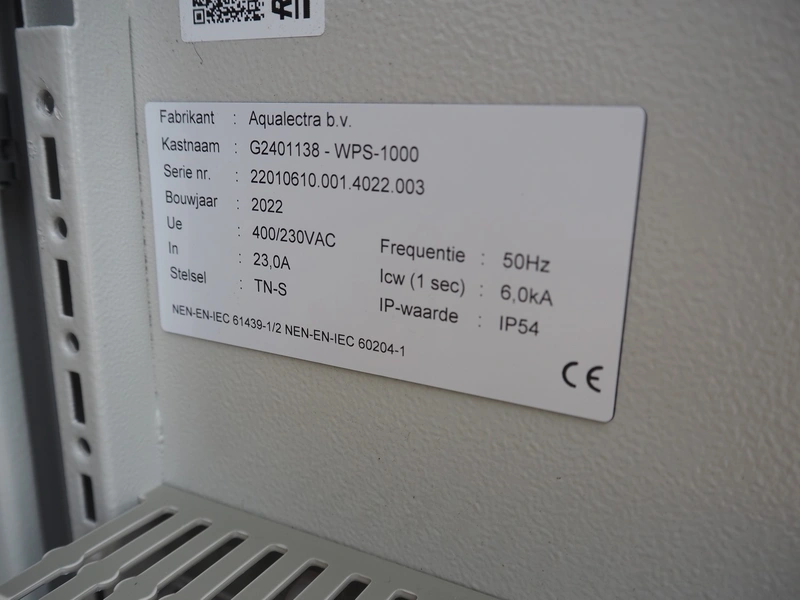 Fabrikant : Aqualectra b.v.
Kastnaam : G2401138 - WPS-1000
Serie nr. : 22010610.001.4022.003
Bouwjaar : 2022
Ue : 400/230VAC Frequentie : 50Hz
In : 23,0A Icw (1 sec) : 6,0kA
Stelsel : TN-S IP-waarde : IP54
NEN-EN-IEC 61439-1/2 NEN-EN-IEC 60204-1
CE